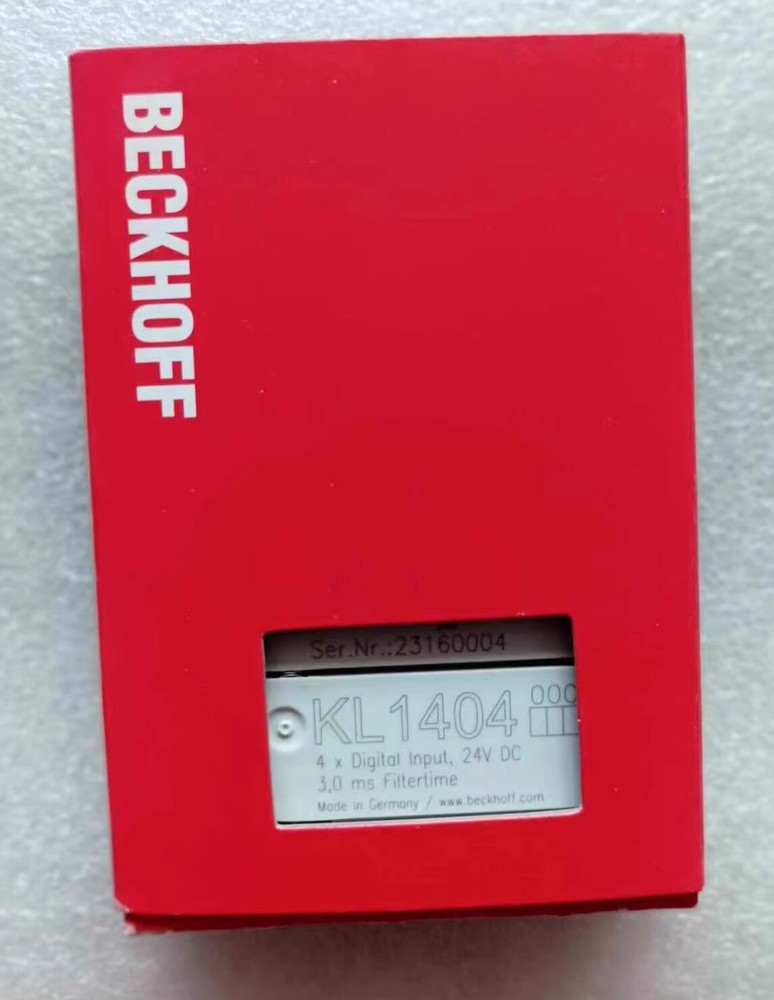 BECKHOFF
Ser.Nr.:23160004
KL1404 000
4 x Digital Input, 24V DC
3,0 ms Filtertime
Made in Germany / www.beckhoff.com